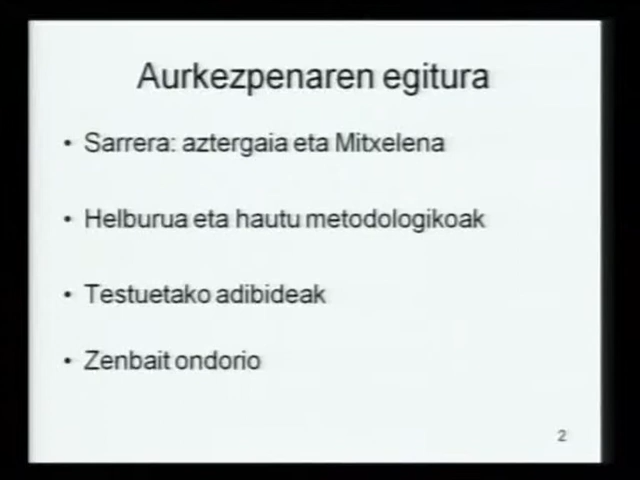 Aurkezpenaren egitura
• Sarrera: aztergaia eta Mitxelena
• Helburua eta hautu metodologikoak
• Testuetako adibideak
• Zenbait ondorio
2